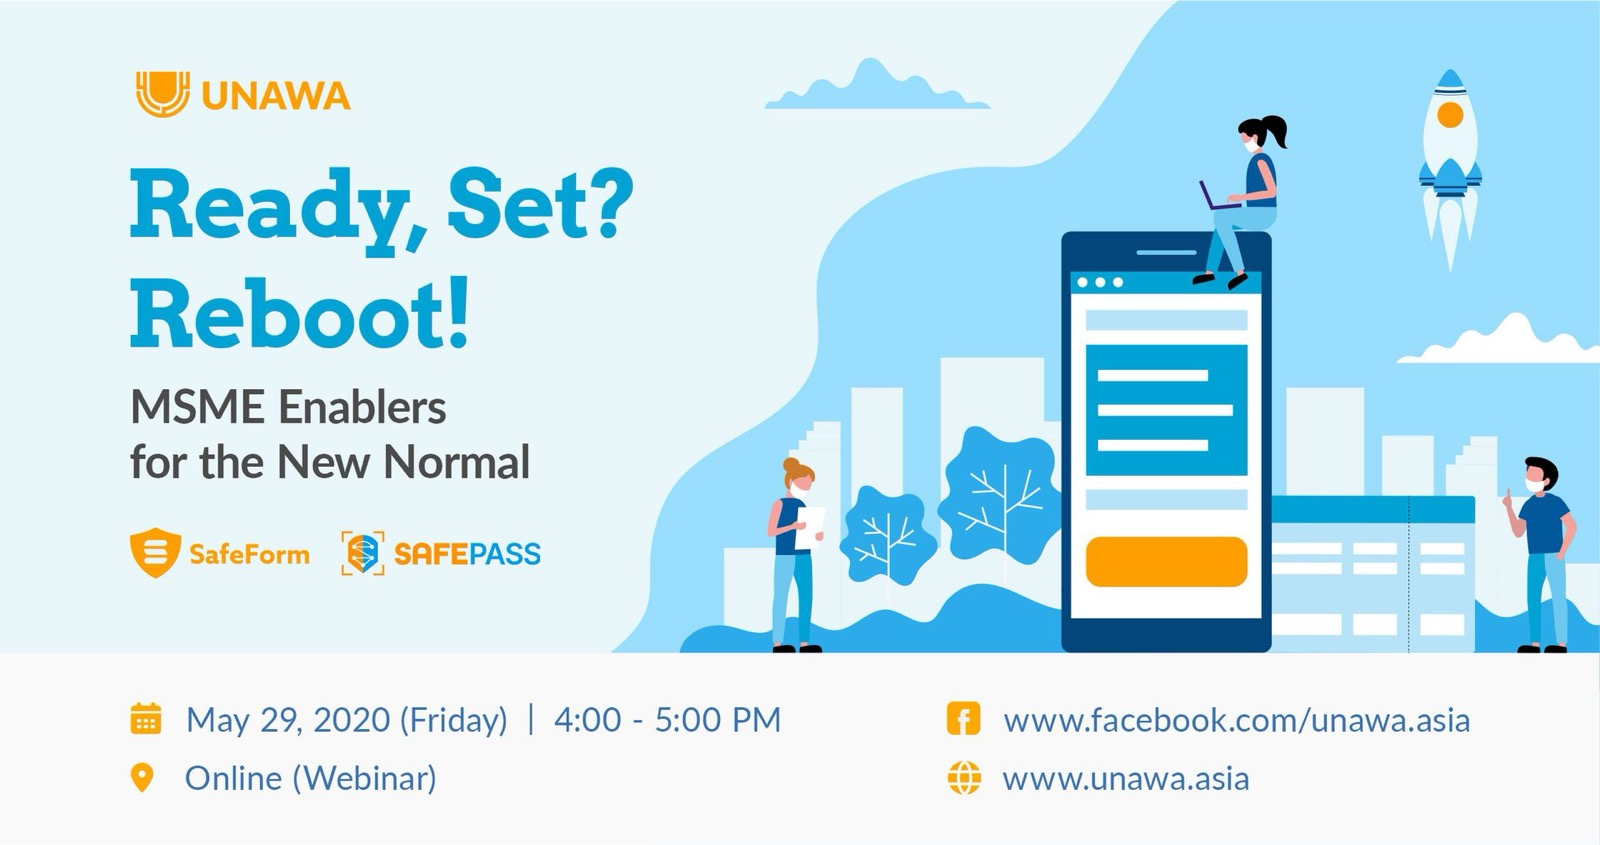 UNAWA
Ready, Set?
Reboot!
MSME Enablers
for the New Normal
SafeForm
SAFEPASS
May 29, 2020 (Friday) | 4:00 - 5:00 PM
Online (Webinar)
www.facebook.com/unawa.asia
www.unawa.asia